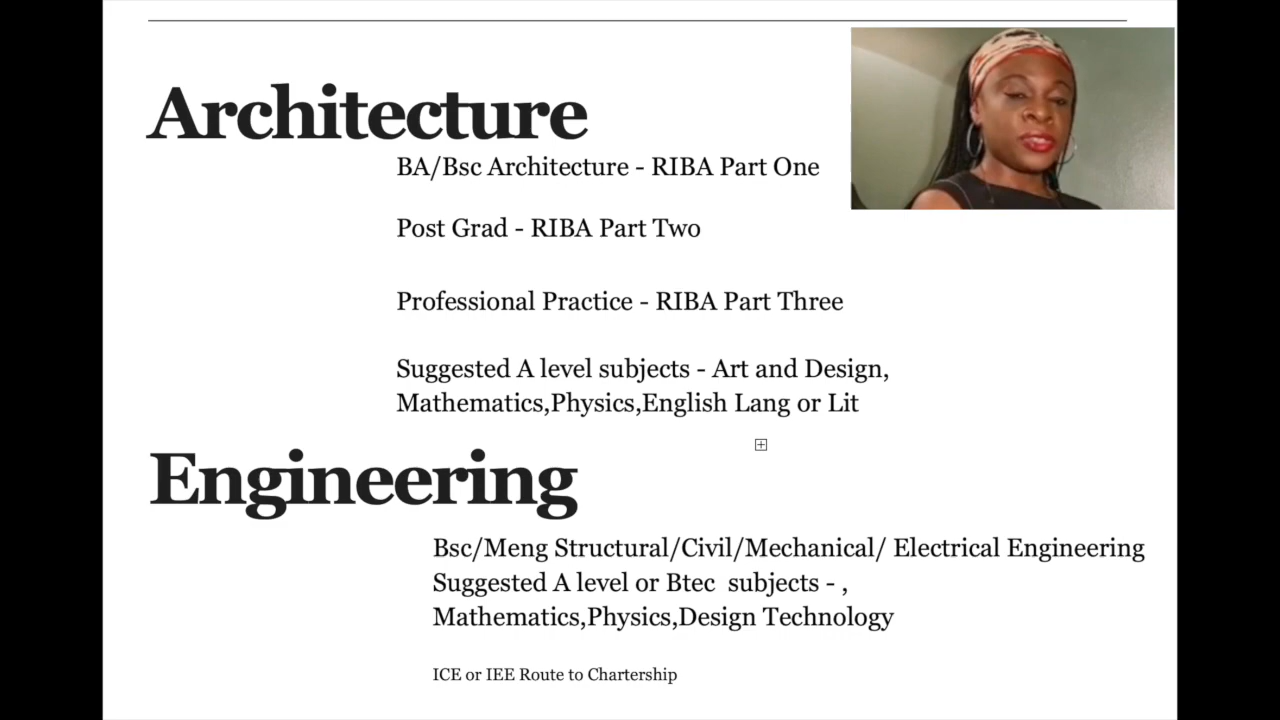 Architecture
BA/Bsc Architecture - RIBA Part One
Post Grad - RIBA Part Two
Professional Practice - RIBA Part Three
Suggested A level subjects - Art and Design,
Mathematics,Physics,English Lang or Lit
Engineering
Bsc/Meng Structural/Civil/Mechanical/ Electrical Engineering
Suggested A level or Btec  subjects - ,
Mathematics,Physics,Design Technology
ICE or IEE Route to Chartership